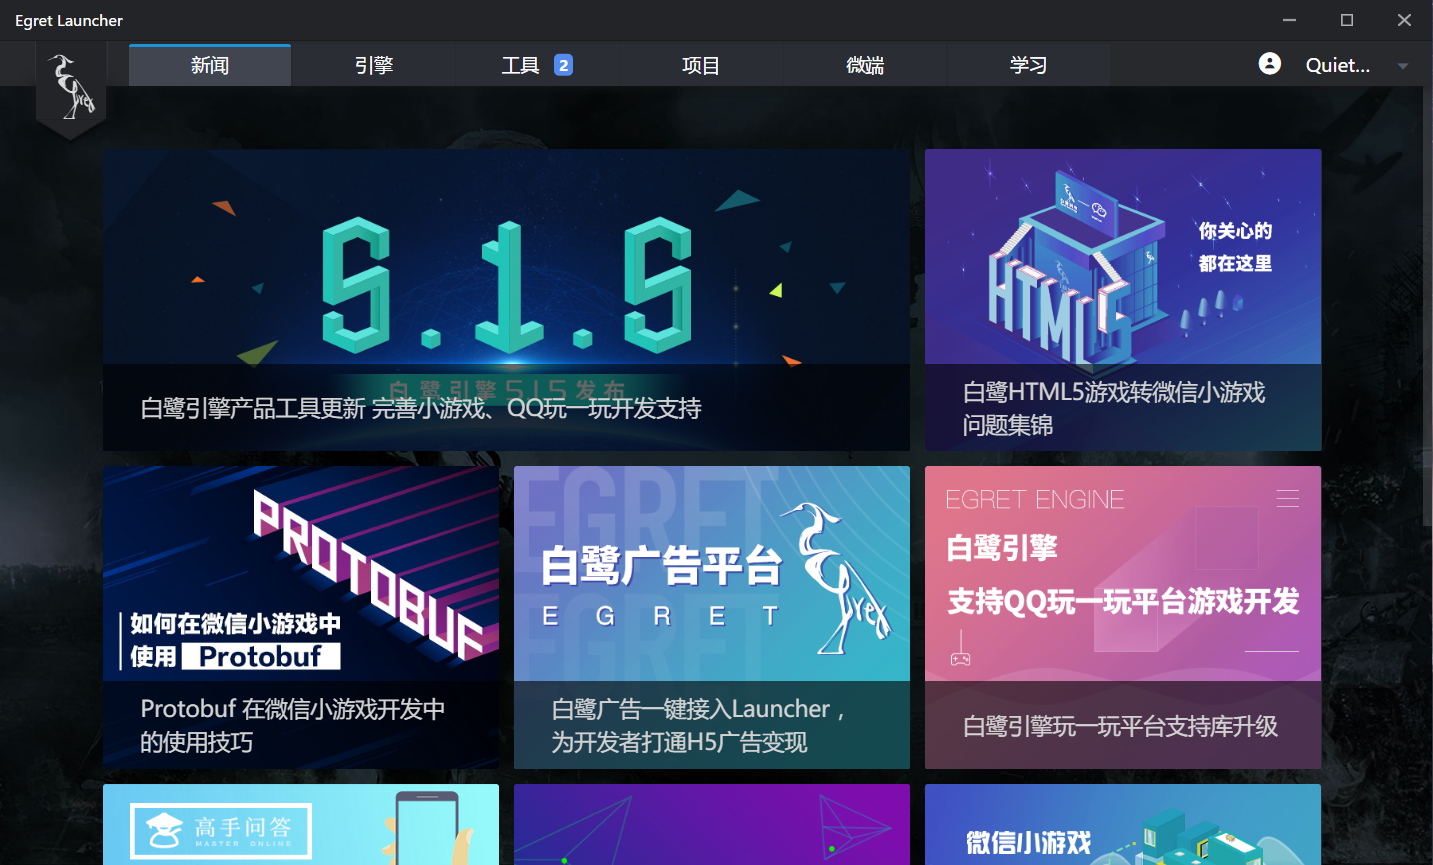 Egret Launcher
新闻
引擎
工具 2
项目
微端
学习
Quiet...
5.1.5
白鹭引擎515发布
白鹭引擎产品工具更新 完善小游戏、QQ玩一玩开发支持
你关心的
都在这里
HTML5
白鹭HTML5游戏转微信小游戏
问题集锦
PROTOBUF
如何在微信小游戏中
使用 Protobuf
Protobuf 在微信小游戏开发中
的使用技巧
EGRET
白鹭广告平台
EGRET
EGRET
白鹭广告一键接入Launcher，
为开发者打通H5广告变现
EGRET ENGINE
白鹭引擎
支持QQ玩一玩平台游戏开发
白鹭引擎玩一玩平台支持库升级
高手问答
MASTER ONLINE
微信小游戏